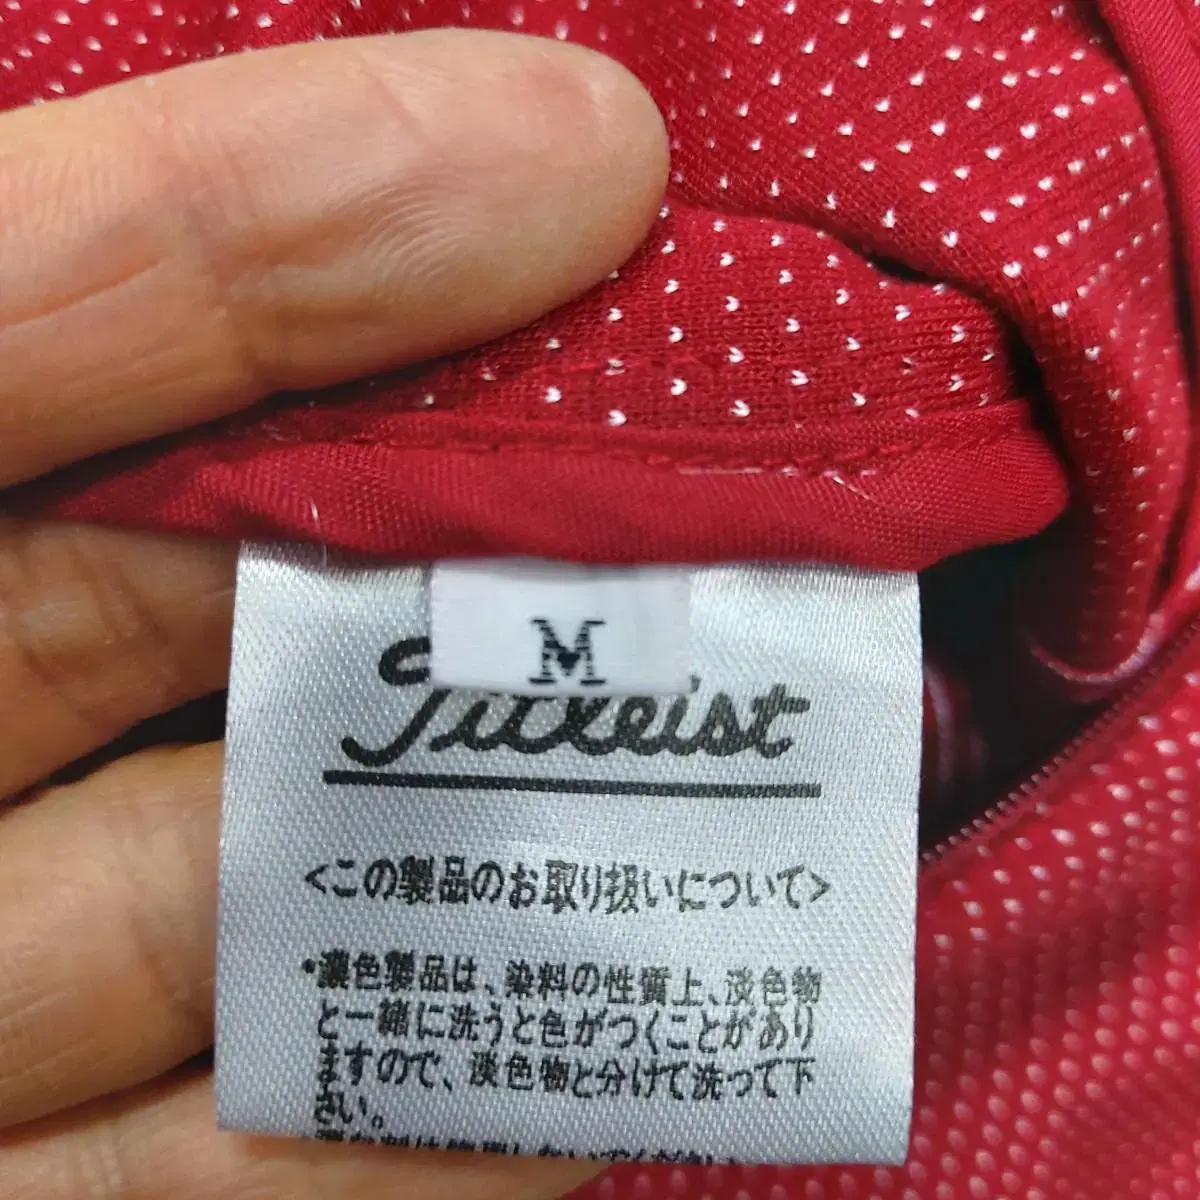 M
Titleist
<この製品のお取り扱いについて>
・濃色製品は、染料の性質上、淡色物
と一緒に洗うと色がつくことがあり
ますので、淡色物と分けて洗って下
さい。